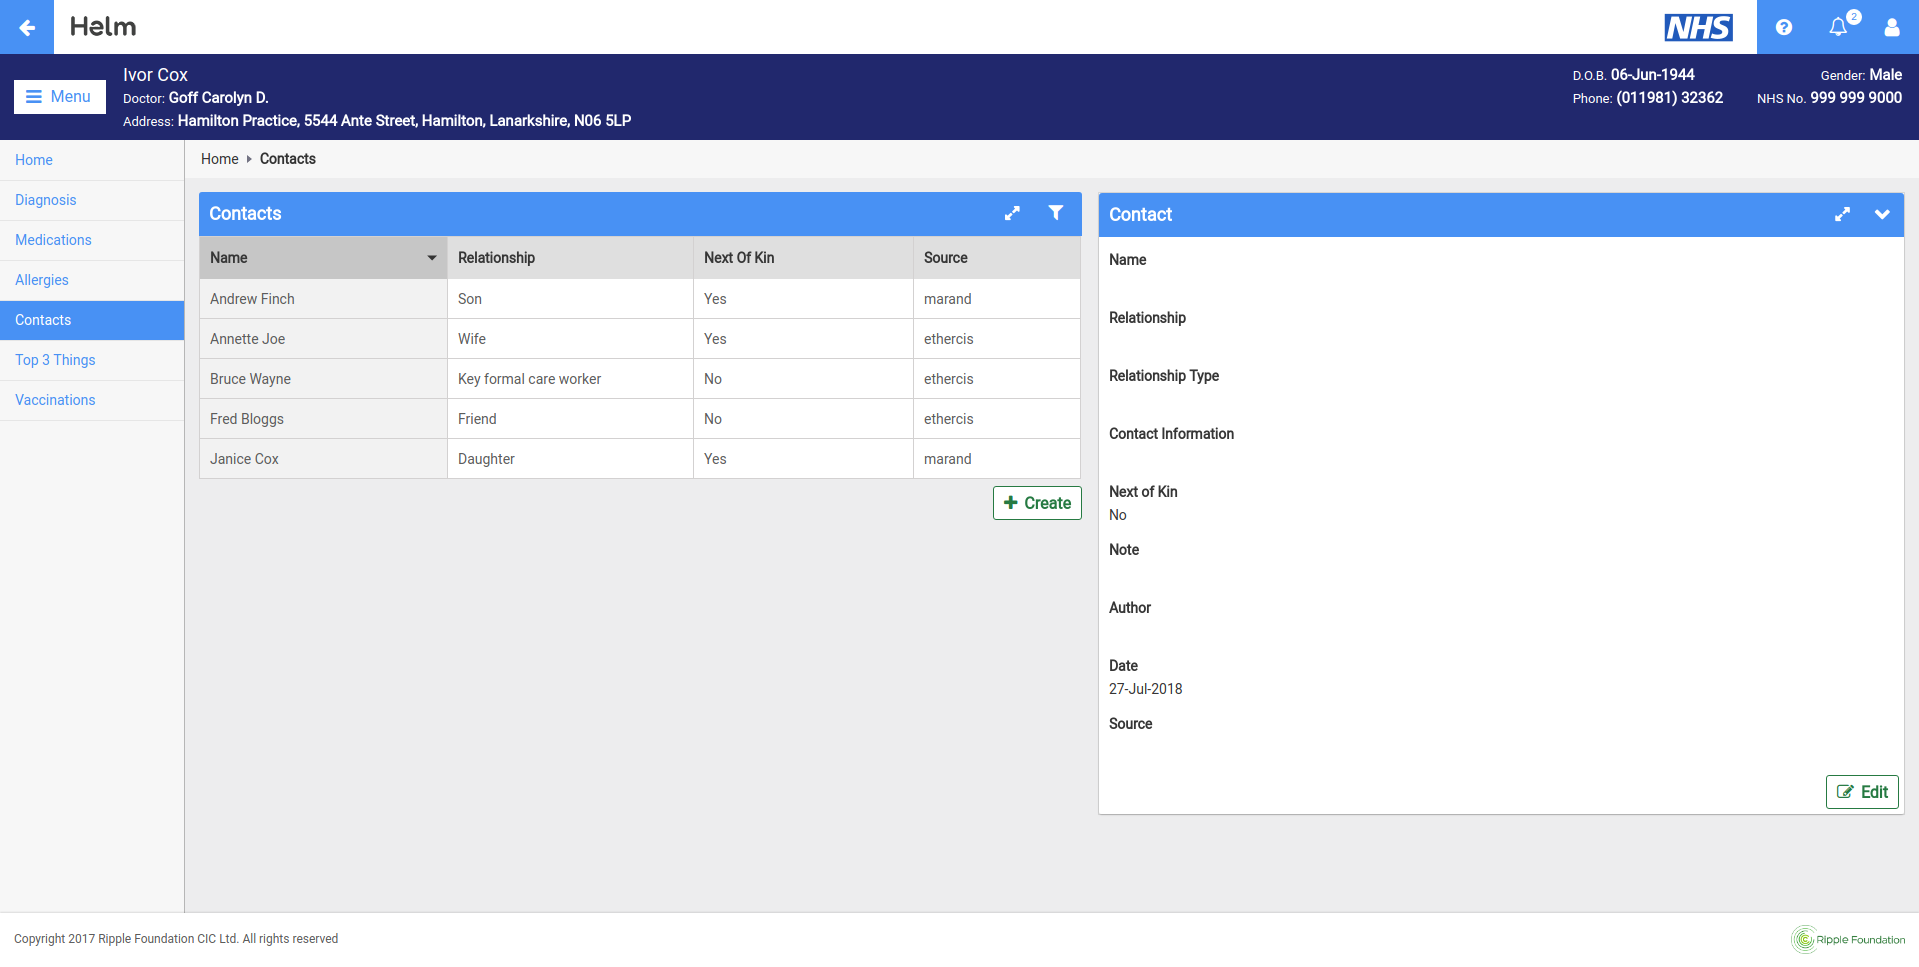 Helm
NHS
2
Menu
Ivor Cox
Doctor: Goff Carolyn D.
Address: Hamilton Practice, 5544 Ante Street, Hamilton, Lanarkshire, N06 5LP
D.O.B. 06-Jun-1944
Gender: Male
Phone: (011981) 32362
NHS No. 999 999 9000
Home
Diagnosis
Medications
Allergies
Contacts
Top 3 Things
Vaccinations
Home Contacts
Contacts
Name Relationship Next Of Kin Source
Andrew Finch Son Yes marand
Annette Joe Wife Yes ethercis
Bruce Wayne Key formal care worker No ethercis
Fred Bloggs Friend No ethercis
Janice Cox Daughter Yes marand
Create
Contact
Name
Relationship
Relationship Type
Contact Information
Next of Kin
No
Note
Author
Date
27-Jul-2018
Source
Edit
Copyright 2017 Ripple Foundation CIC Ltd. All rights reserved
Ripple Foundation